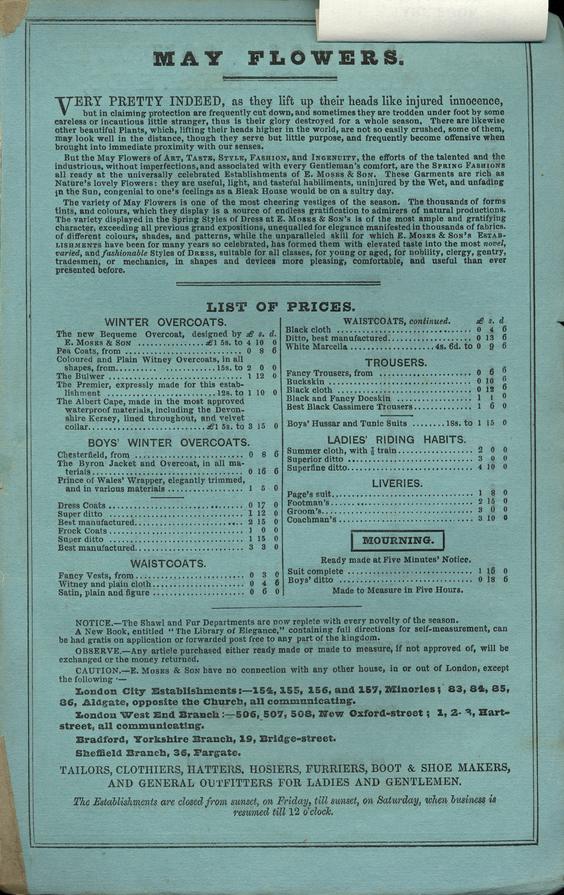 MAY FLOWERS.
VERY PRETTY INDEED, as they lift up their heads like injured innocence,
but in claiming protection are frequently cut down, and sometimes they are trodden under foot by some
careless or incautious little stranger, thus is their glory destroyed for a whole season. There are likewise
other beautiful Plants, which, lifting their heads higher in the world, are not so easily crushed, some of them,
may look well in the distance, though they serve but little purpose, and frequently become offensive when
brought into immediate proximity with our senses.
But the May Flowers of ART, TASTE, STYLE, FASHION, and INGENUITY, the efforts of the talented and the
industrious, without imperfections, and associated with every Gentleman's comfort, are the SPRING FASHIONS
all ready at the universally celebrated Establishments of E. MOSES & SON. These Garments are rich as
Nature's lovely Flowers: they are useful, light, and tasteful habiliments, uninjured by the Wet, and unfading
in the Sun, congenial to one's feelings as a Bleak House would be on a sultry day.
The variety of May Flowers is one of the most cheering vestiges of the season. The thousands of forms
tints, and colours, which they display is a source of endless gratification to admirers of natural productions.
The variety displayed in the Spring Styles of Dress at E. MOSES & SON's is of the most ample and gratifying
character, exceeding all previous grand expositions, unequalled for elegance manifested in thousands of fabrics.
of different colours, shades, and patterns, while the unparalleled skill for which E. MOSES & SON'S ESTAB-
LISHMENTS have been for many years so celebrated, has formed them with elevated taste into the most novel,
varied, and fashionable Styles of DRESS, suitable for all classes, for young or aged, for nobility, clergy, gentry,
tradesmen, or mechanics, in shapes and devices more pleasing, comfortable, and useful than ever
presented before.
LIST OF PRICES.
WINTER OVERCOATS.
The new Bequeme Overcoat, designed by £ s. d.
E. MOSES & SON ........ £1 5s. to 4 10 0
Pea Coats, from ........ 0 8 6
Coloured and Plain Witney Overcoats, in all
shapes, from ........ 15s. to 2 0 0
The Bulwer ........ 1 12 0
The Premier, expressly made for this estab-
lishment ........ 12s. to 1 10 0
The Albert Cape, made in the most approved
waterproof materials, including the Devon-
shire Kersey, lined throughout, and velvet
collar ........ £1 5s. to 3 15 0
BOYS' WINTER OVERCOATS.
Chesterfield, from ........ 0 8 6
The Byron Jacket and Overcoat, in all ma-
terials ........ 0 16 6
Prince of Wales' Wrapper, elegantly trimmed,
and in various materials ........ 1 5 0
Dress Coats ........ 0 17 0
Super ditto ........ 1 12 0
Best manufactured ........ 2 15 0
Frock Coats ........ 1 0 0
Super ditto ........ 1 15 0
Best manufactured ........ 3 3 0
WAISTCOATS.
Fancy Vests, from ........ 0 3 0
Witney and plain cloth ........ 0 4 6
Satin, plain and figure ........ 0 6 0
WAISTCOATS, continued. £ s. d
Black cloth ........ 0 4 6
Ditto, best manufactured ........ 0 13 6
White Marcella ........ 4s. 6d. to 0 9 6
TROUSERS.
Fancy Trousers, from ........ 0 6 6
Buckskin ........ 0 10 6
Black cloth ........ 0 12 6
Black and Fancy Doeskin ........ 1 1 0
Best Black Cassimere Trousers ........ 1 6 0
Boys' Hussar and Tunic Suits ........ 18s. to 1 15 0
LADIES' RIDING HABITS.
Summer cloth, with train ........ 2 0 0
Superior ditto ........ 3 0 0
Superfine ditto ........ 4 10 0
LIVERIES.
Page's suit ........ 1 8 0
Footman's ........ 2 15 0
Groom's ........ 3 0 0
Coachman's ........ 3 10 0
MOURNING.
Ready made at Five Minutes' Notice.
Suit complete ........ 1 0
Boys' ditto ........ 0 18 6
Made to Measure in Five Hours.
NOTICE.—The Shawl and Fur Departments are now replete with every novelty of the season.
A New Book, entitled "The Library of Elegance," containing full directions for self-measurement, can
be had gratis on application or forwarded post free to any part of the kingdom.
OBSERVE.—Any article purchased either ready made or made to measure, if not approved of, will be
exchanged or the money returned.
CAUTION.—E. MOSES & SON have no connection with any other house, in or out of London, except
the following :—
London City Establishments:—154, 155, 156, and 157, Minories; 83, 84, 85,
86, Aldgate, opposite the Church, all communicating.
London West End Branch:—506, 507, 508, New Oxford-street; 1, 2, 3, Hart-
street, all communicating.
Bradford, Yorkshire Branch, 19, Bridge-street.
Sheffield Branch, 36, Fargate.
TAILORS, CLOTHIERS, HATTERS, HOSIERS, FURRIERS, BOOT & SHOE MAKERS,
AND GENERAL OUTFITTERS FOR LADIES AND GENTLEMEN.
The Establishments are closed from sunset, on Friday, till sunset, on Saturday, when business is
resumed till 12 o'clock.